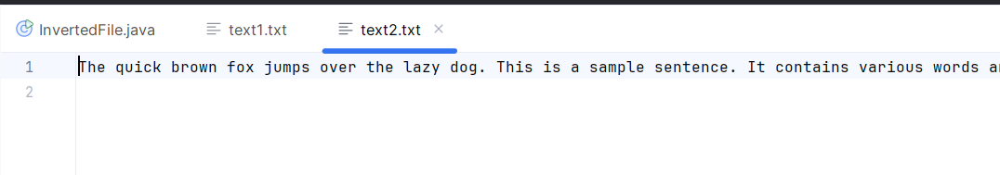 InvertedFile.java text1.txt text2.txt
1 The quick brown fox jumps over the lazy dog. This is a sample sentence. It contains various words
2